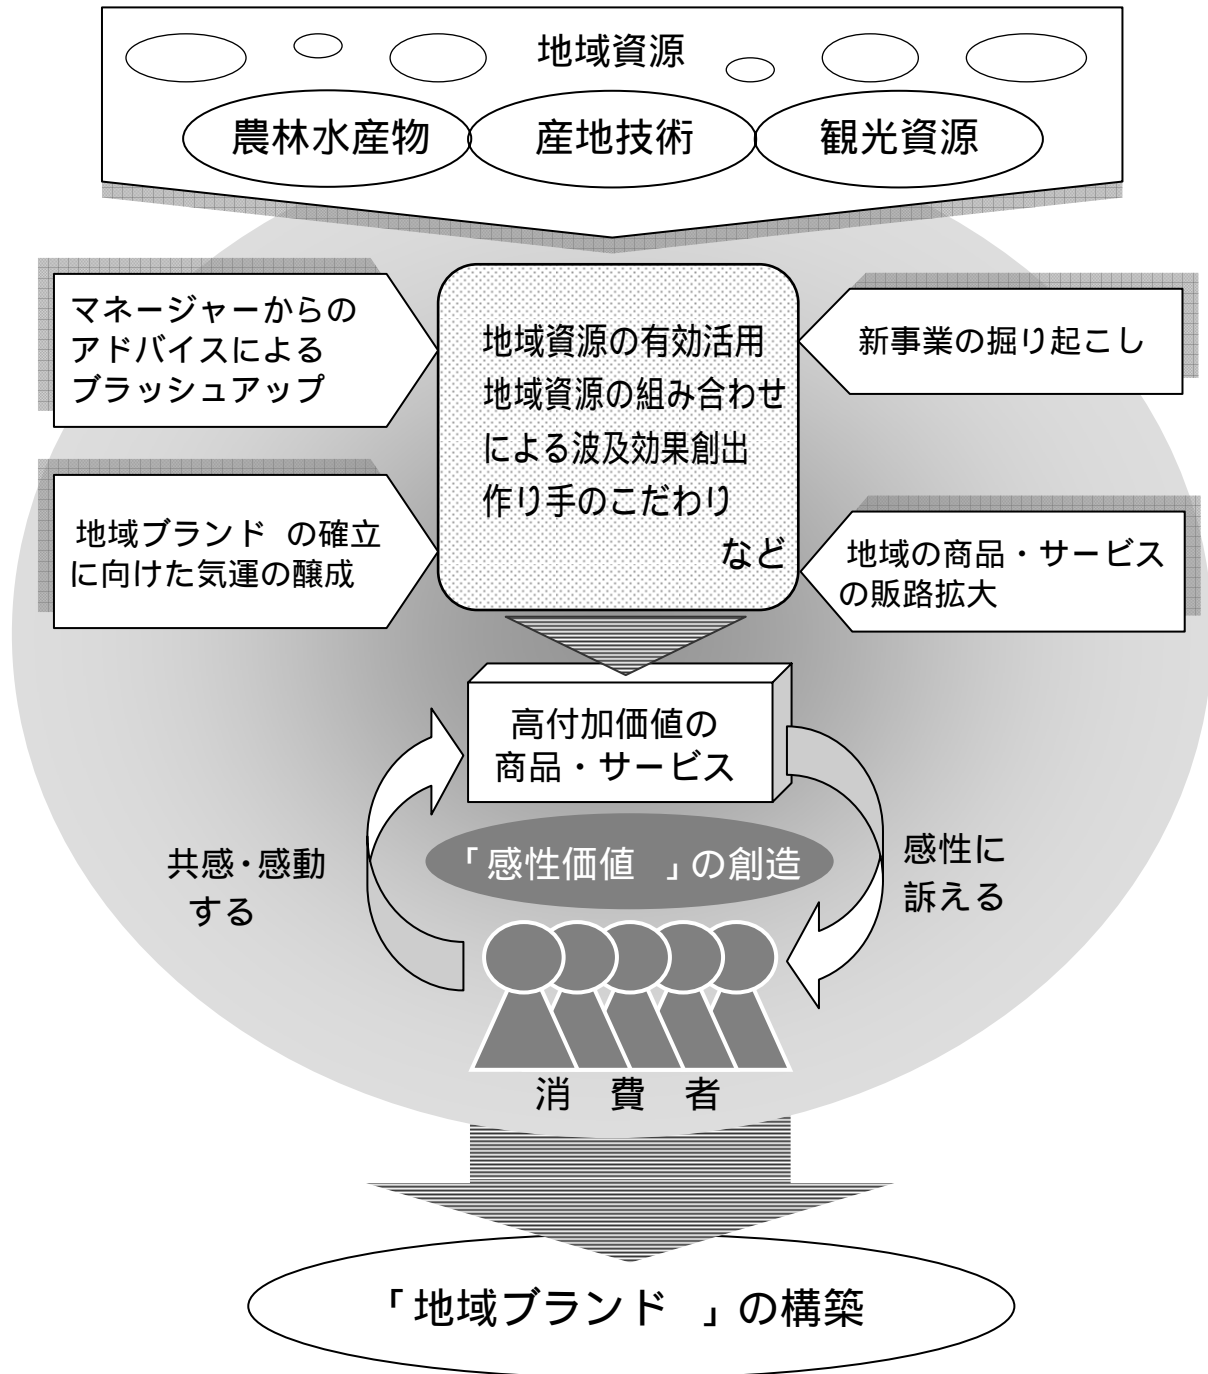 地域資源
農林水産物 産地技術 観光資源
マネージャーからの
アドバイスによる
ブラッシュアップ
地域資源の有効活用
地域資源の組み合わせ
による波及効果創出
作り手のこだわり
など
新事業の掘り起こし
地域ブランド の確立
に向けた気運の醸成
地域の商品・サービス
の販路拡大
高付加価値の
商品・サービス
共感・感動
する
「感性価値 」の創造
感性に
訴える
消 費 者
「地域ブランド 」の構築